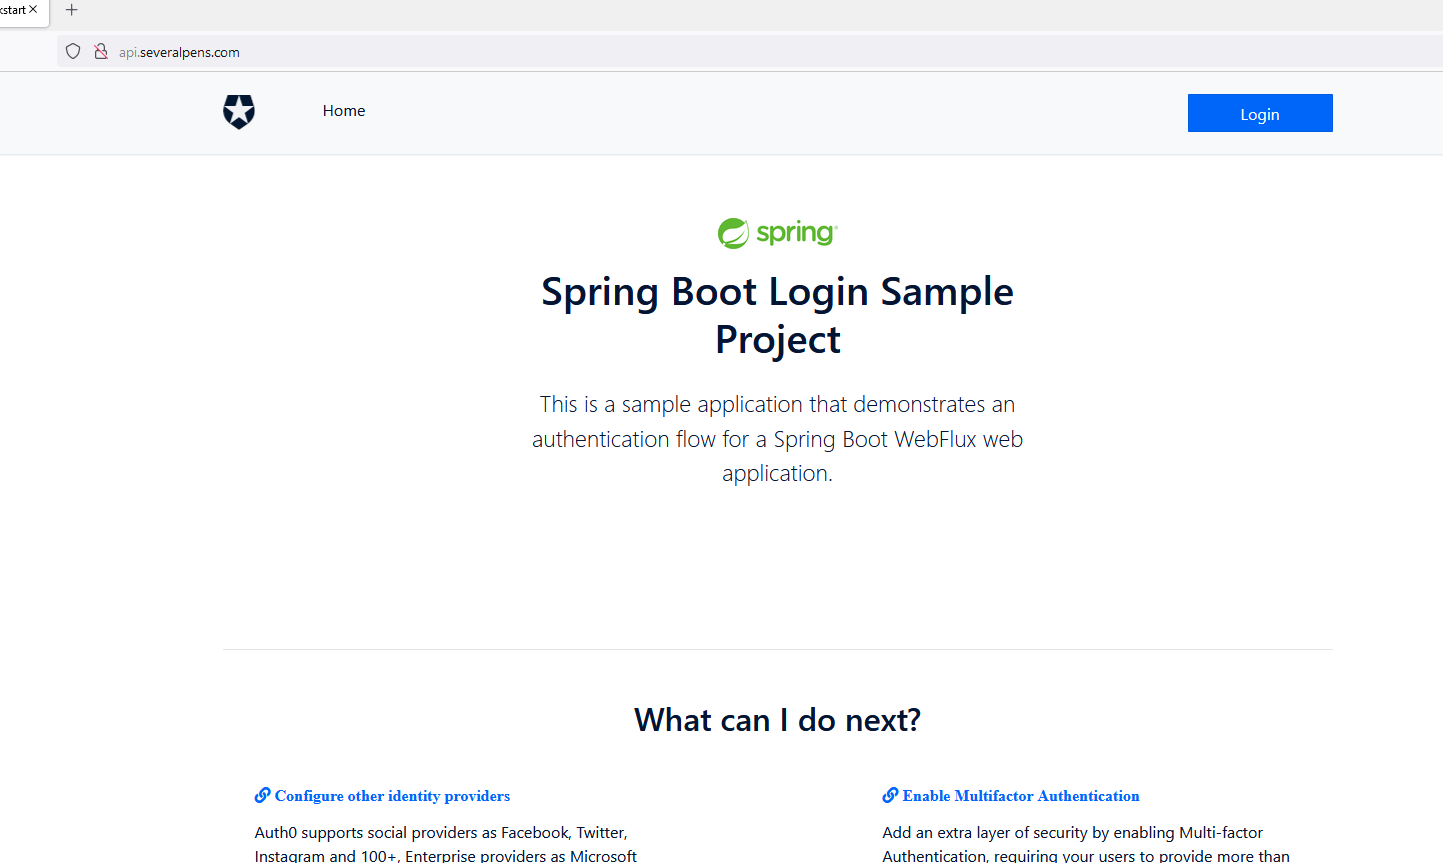 kstart
api.severalpens.com
Home
Login
spring
Spring Boot Login Sample
Project
This is a sample application that demonstrates an
authentication flow for a Spring Boot WebFlux web
application.
What can I do next?
Configure other identity providers
Auth0 supports social providers as Facebook, Twitter,
Instagram and 100+, Enterprise providers as Microsoft
Enable Multifactor Authentication
Add an extra layer of security by enabling Multi-factor
Authentication, requiring your users to provide more than